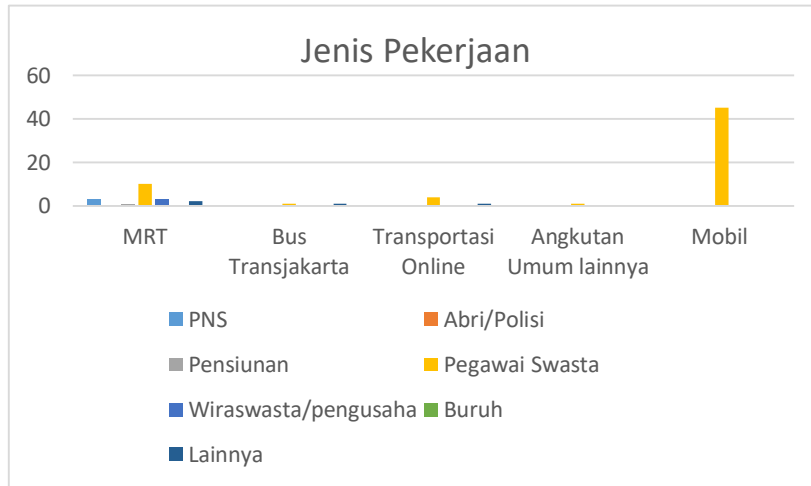 Jenis Pekerjaan
60
40
20
0
MRT
Bus
Transjakarta
Transportasi
Online
Angkutan
Umum lainnya
Mobil
PNS
Abri/Polisi
Pensiunan
Pegawai Swasta
Wiraswasta/pengusaha
Buruh
Lainnya